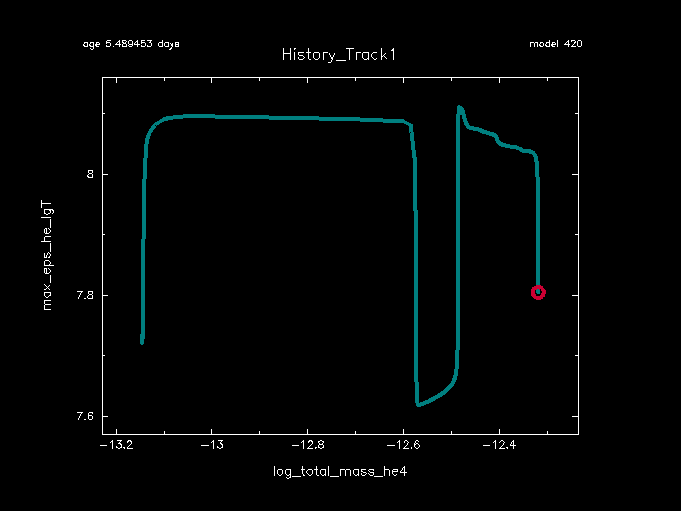 age 5.489453 days
model 420
History_Track1
8
7.8
7.6
max_eps_he_lgT
−13.2 −13 −12.8 −12.6 −12.4
log_total_mass_he4